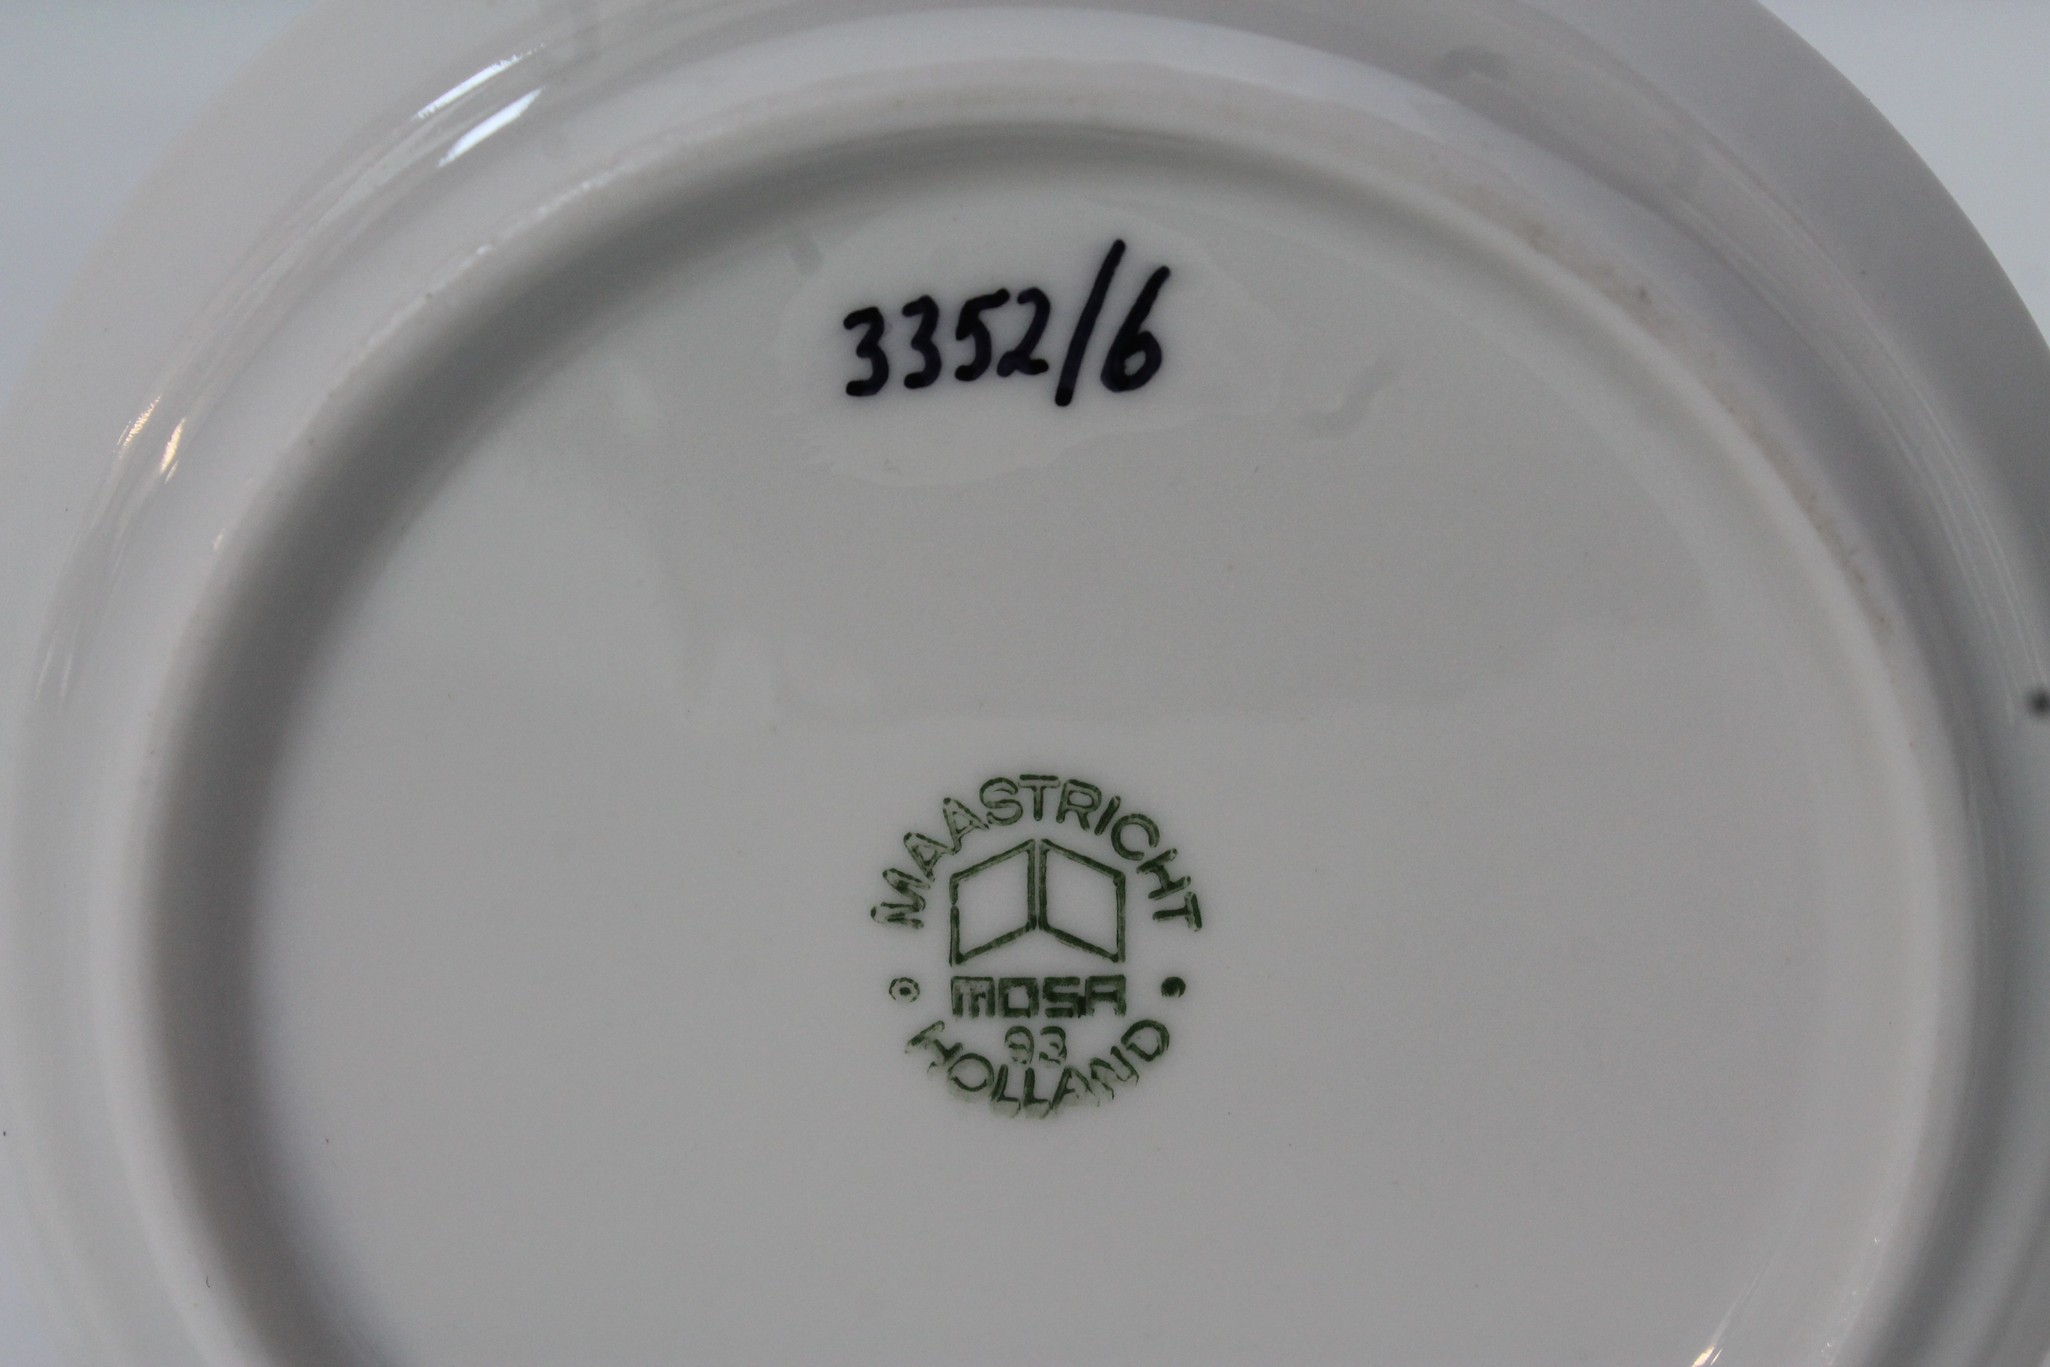 3352/6
MAASTRICHT
MOSA
93
HOLLAND